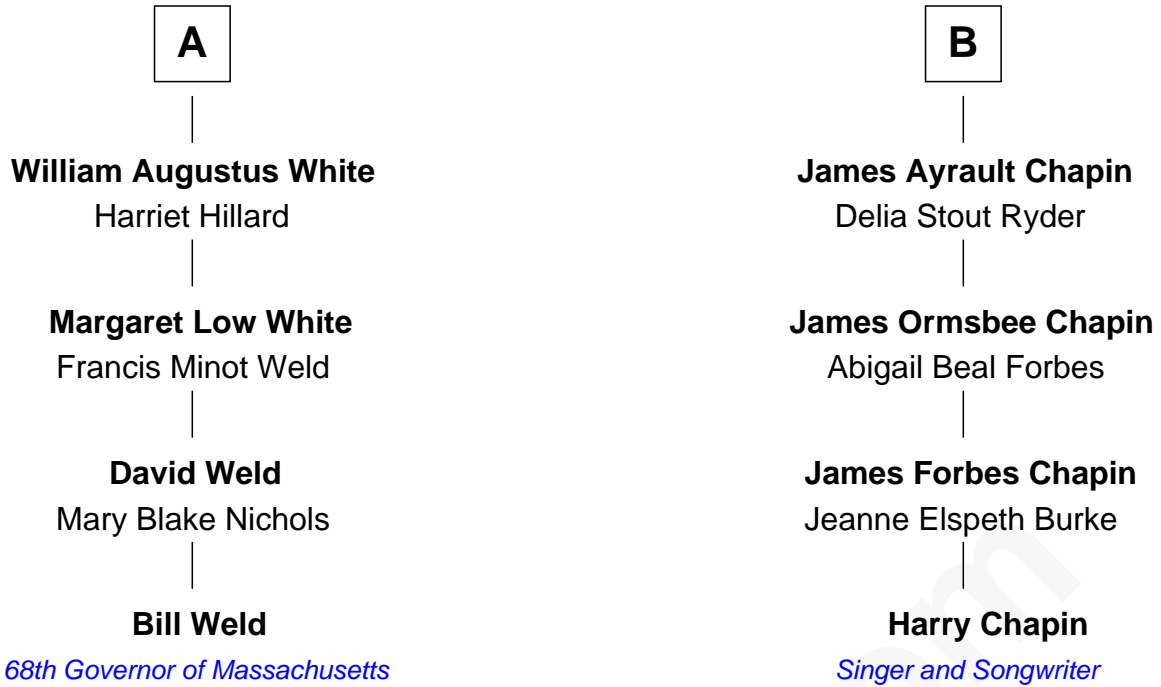 A
B
William Augustus White
James Ayrault Chapin
Harriet Hillard
Delia Stout Ryder
Margaret Low White
James Ormsbee Chapin
Francis Minot Weld
Abigail Beal Forbes
David Weld
James Forbes Chapin
Mary Blake Nichols
Jeanne Elspeth Burke
Bill Weld
Harry Chapin
68th Governor of Massachusetts
Singer and Songwriter